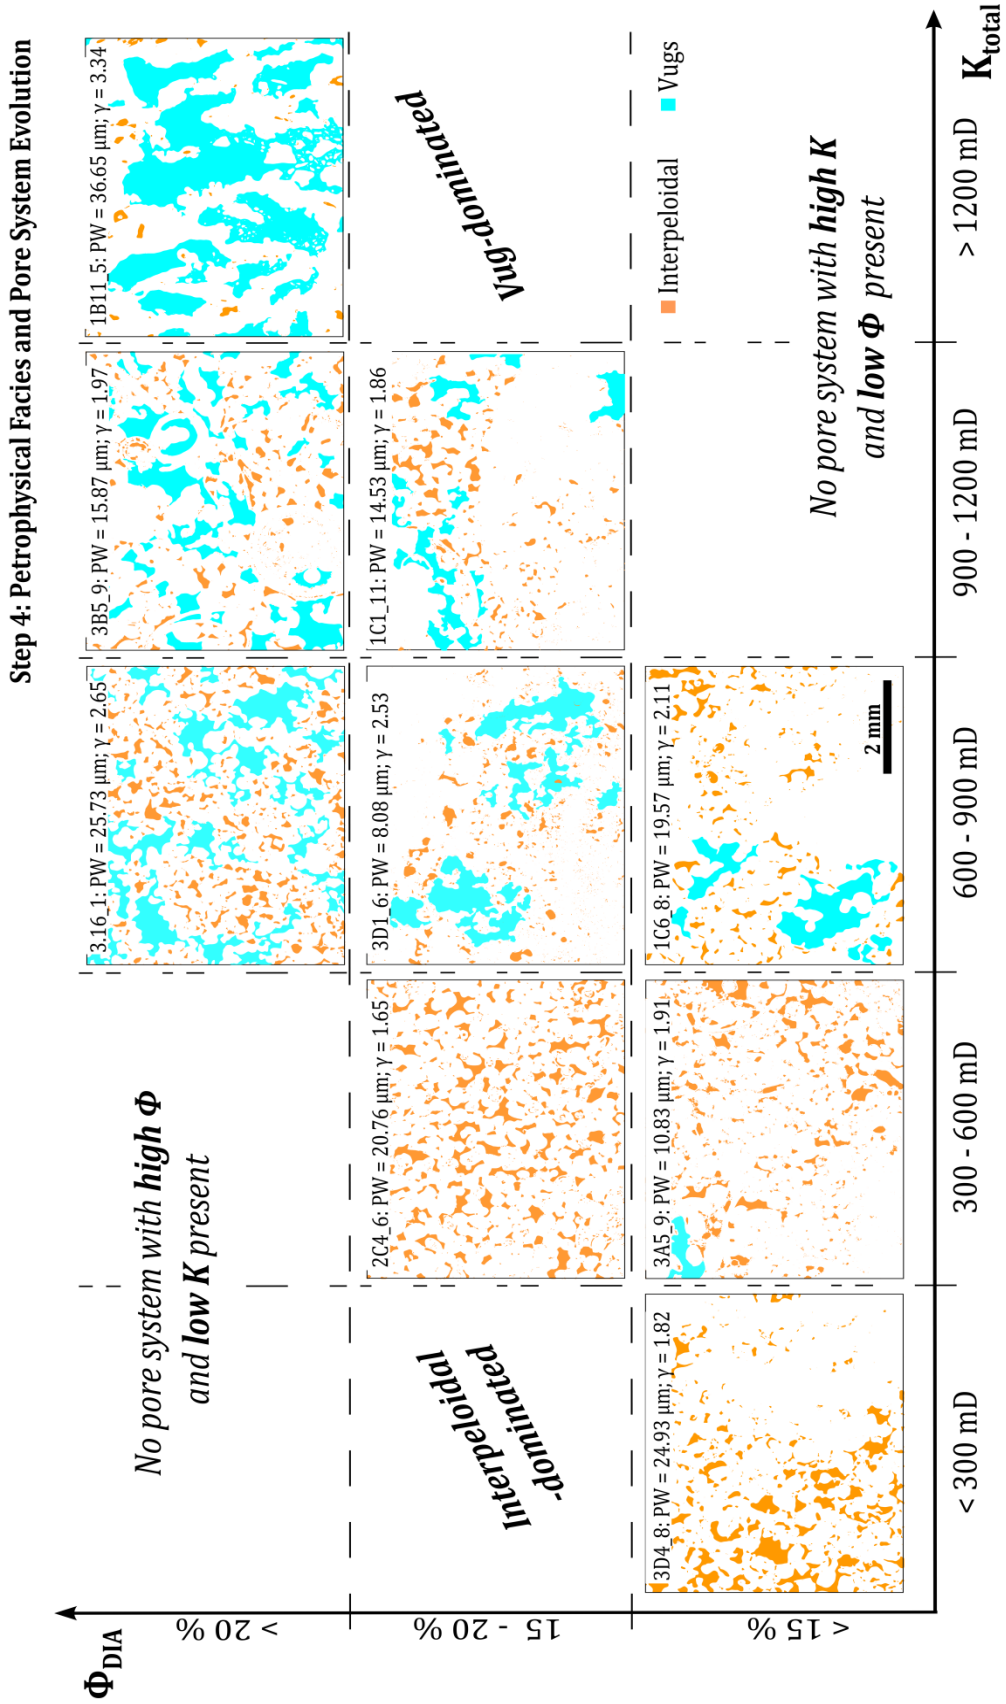 Step 4: Petrophysical Facies and Pore System Evolution
Φ_DIA
> 20 %
15 - 20 %
< 15 %
No pore system with high Φ
and low K present
3.16_1: PW = 25.73 µm; γ = 2.65
3B5_9: PW = 15.87 µm; γ = 1.97
1B11_5: PW = 36.65 µm; γ = 3.34
Interpeloidal
-dominated
2C4_6: PW = 20.76 µm; γ = 1.65
3D1_6: PW = 8.08 µm; γ = 2.53
1C1_11: PW = 14.53 µm; γ = 1.86
Vug-dominated
3D4_8: PW = 24.93 µm; γ = 1.82
3A5_9: PW = 10.83 µm; γ = 1.91
1C6_8: PW = 19.57 µm; γ = 2.11
2 mm
Interpeloidal
Vugs
No pore system with high K
and low Φ present
< 300 mD
300 - 600 mD
600 - 900 mD
900 - 1200 mD
> 1200 mD
K_total